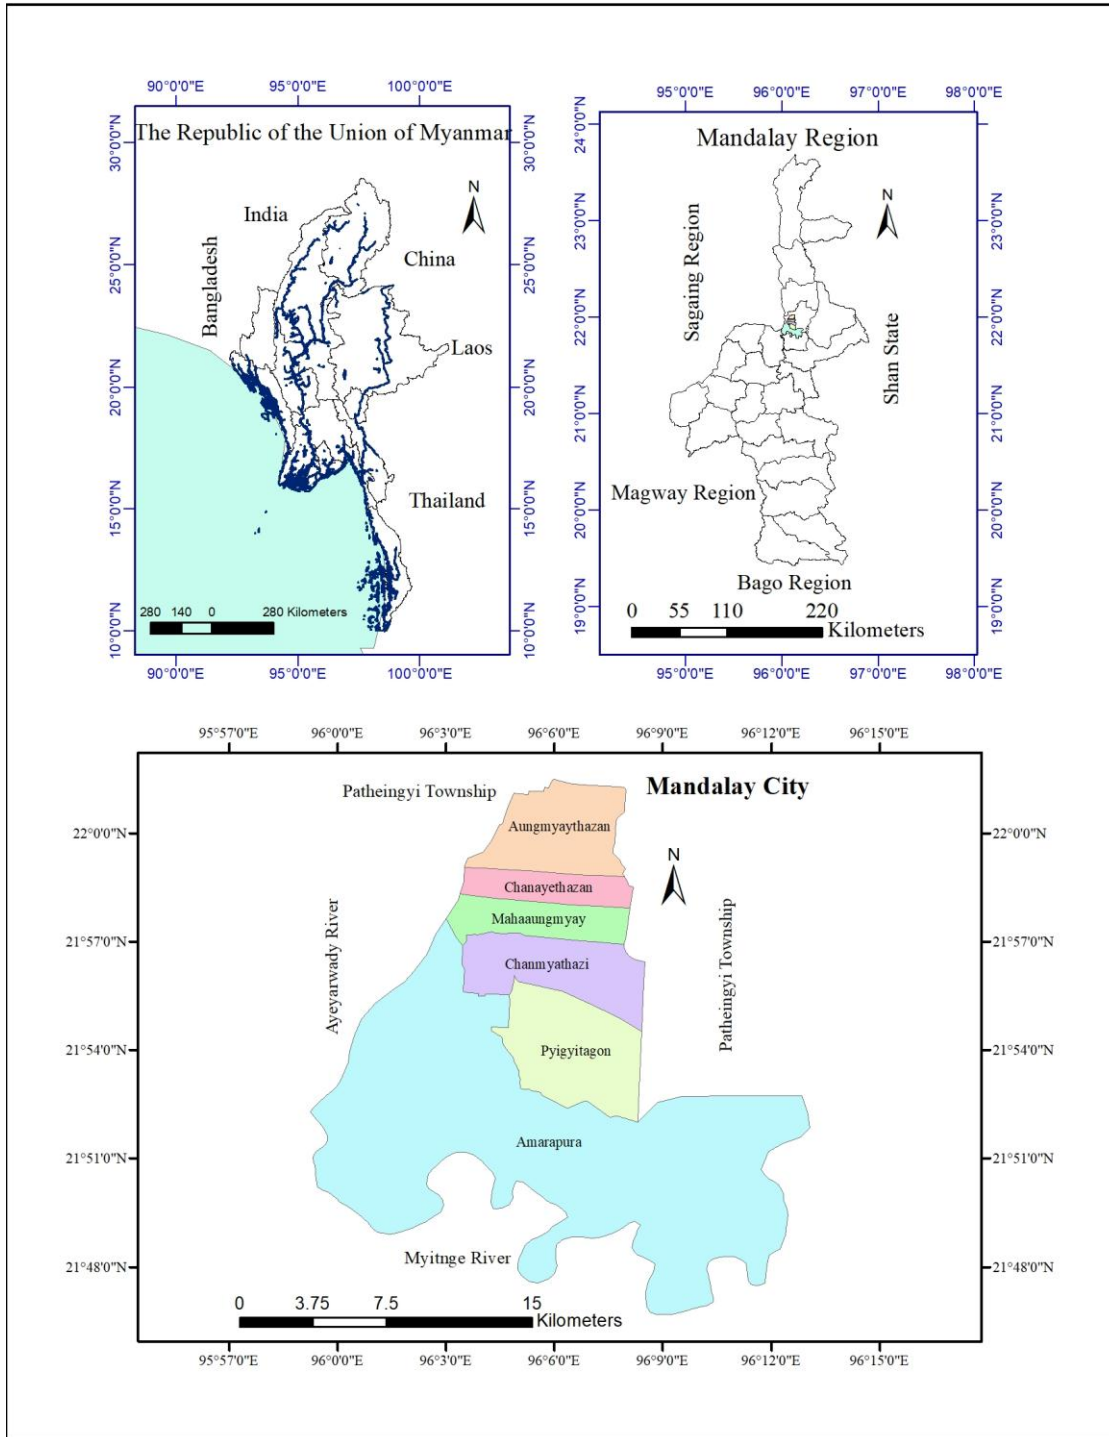 90°0'0"E 95°0'0"E 100°0'0"E
The Republic of the Union of Myanmar
30°0'0"N
30°0'0"N
N
India
China
Bangladesh
25°0'0"N
25°0'0"N
Laos
20°0'0"N
20°0'0"N
Thailand
15°0'0"N
15°0'0"N
280 140 0 280 Kilometers
10°0'0"N
10°0'0"N
90°0'0"E 95°0'0"E 100°0'0"E
95°0'0"E 96°0'0"E 97°0'0"E 98°0'0"E
24°0'0"N
24°0'0"N
Mandalay Region
N
23°0'0"N
23°0'0"N
Sagaing Region
22°0'0"N
22°0'0"N
Shan State
21°0'0"N
21°0'0"N
Magway Region
20°0'0"N
20°0'0"N
Bago Region
19°0'0"N
19°0'0"N
0 55 110 220
Kilometers
95°0'0"E 96°0'0"E 97°0'0"E 98°0'0"E
95°57'0"E 96°0'0"E 96°3'0"E 96°6'0"E 96°9'0"E 96°12'0"E 96°15'0"E
Patheingyi Township
Mandalay City
Aungmyaythazan
22°0'0"N
22°0'0"N
N
Chanayethazan
Mahaaungmyay
Ayeyarwady River
Patheingyi Township
21°57'0"N
21°57'0"N
Chanmyathazi
Pyigyitagon
21°54'0"N
21°54'0"N
Amarapura
21°51'0"N
21°51'0"N
Myitnge River
21°48'0"N
21°48'0"N
0 3.75 7.5 15
Kilometers
95°57'0"E 96°0'0"E 96°3'0"E 96°6'0"E 96°9'0"E 96°12'0"E 96°15'0"E